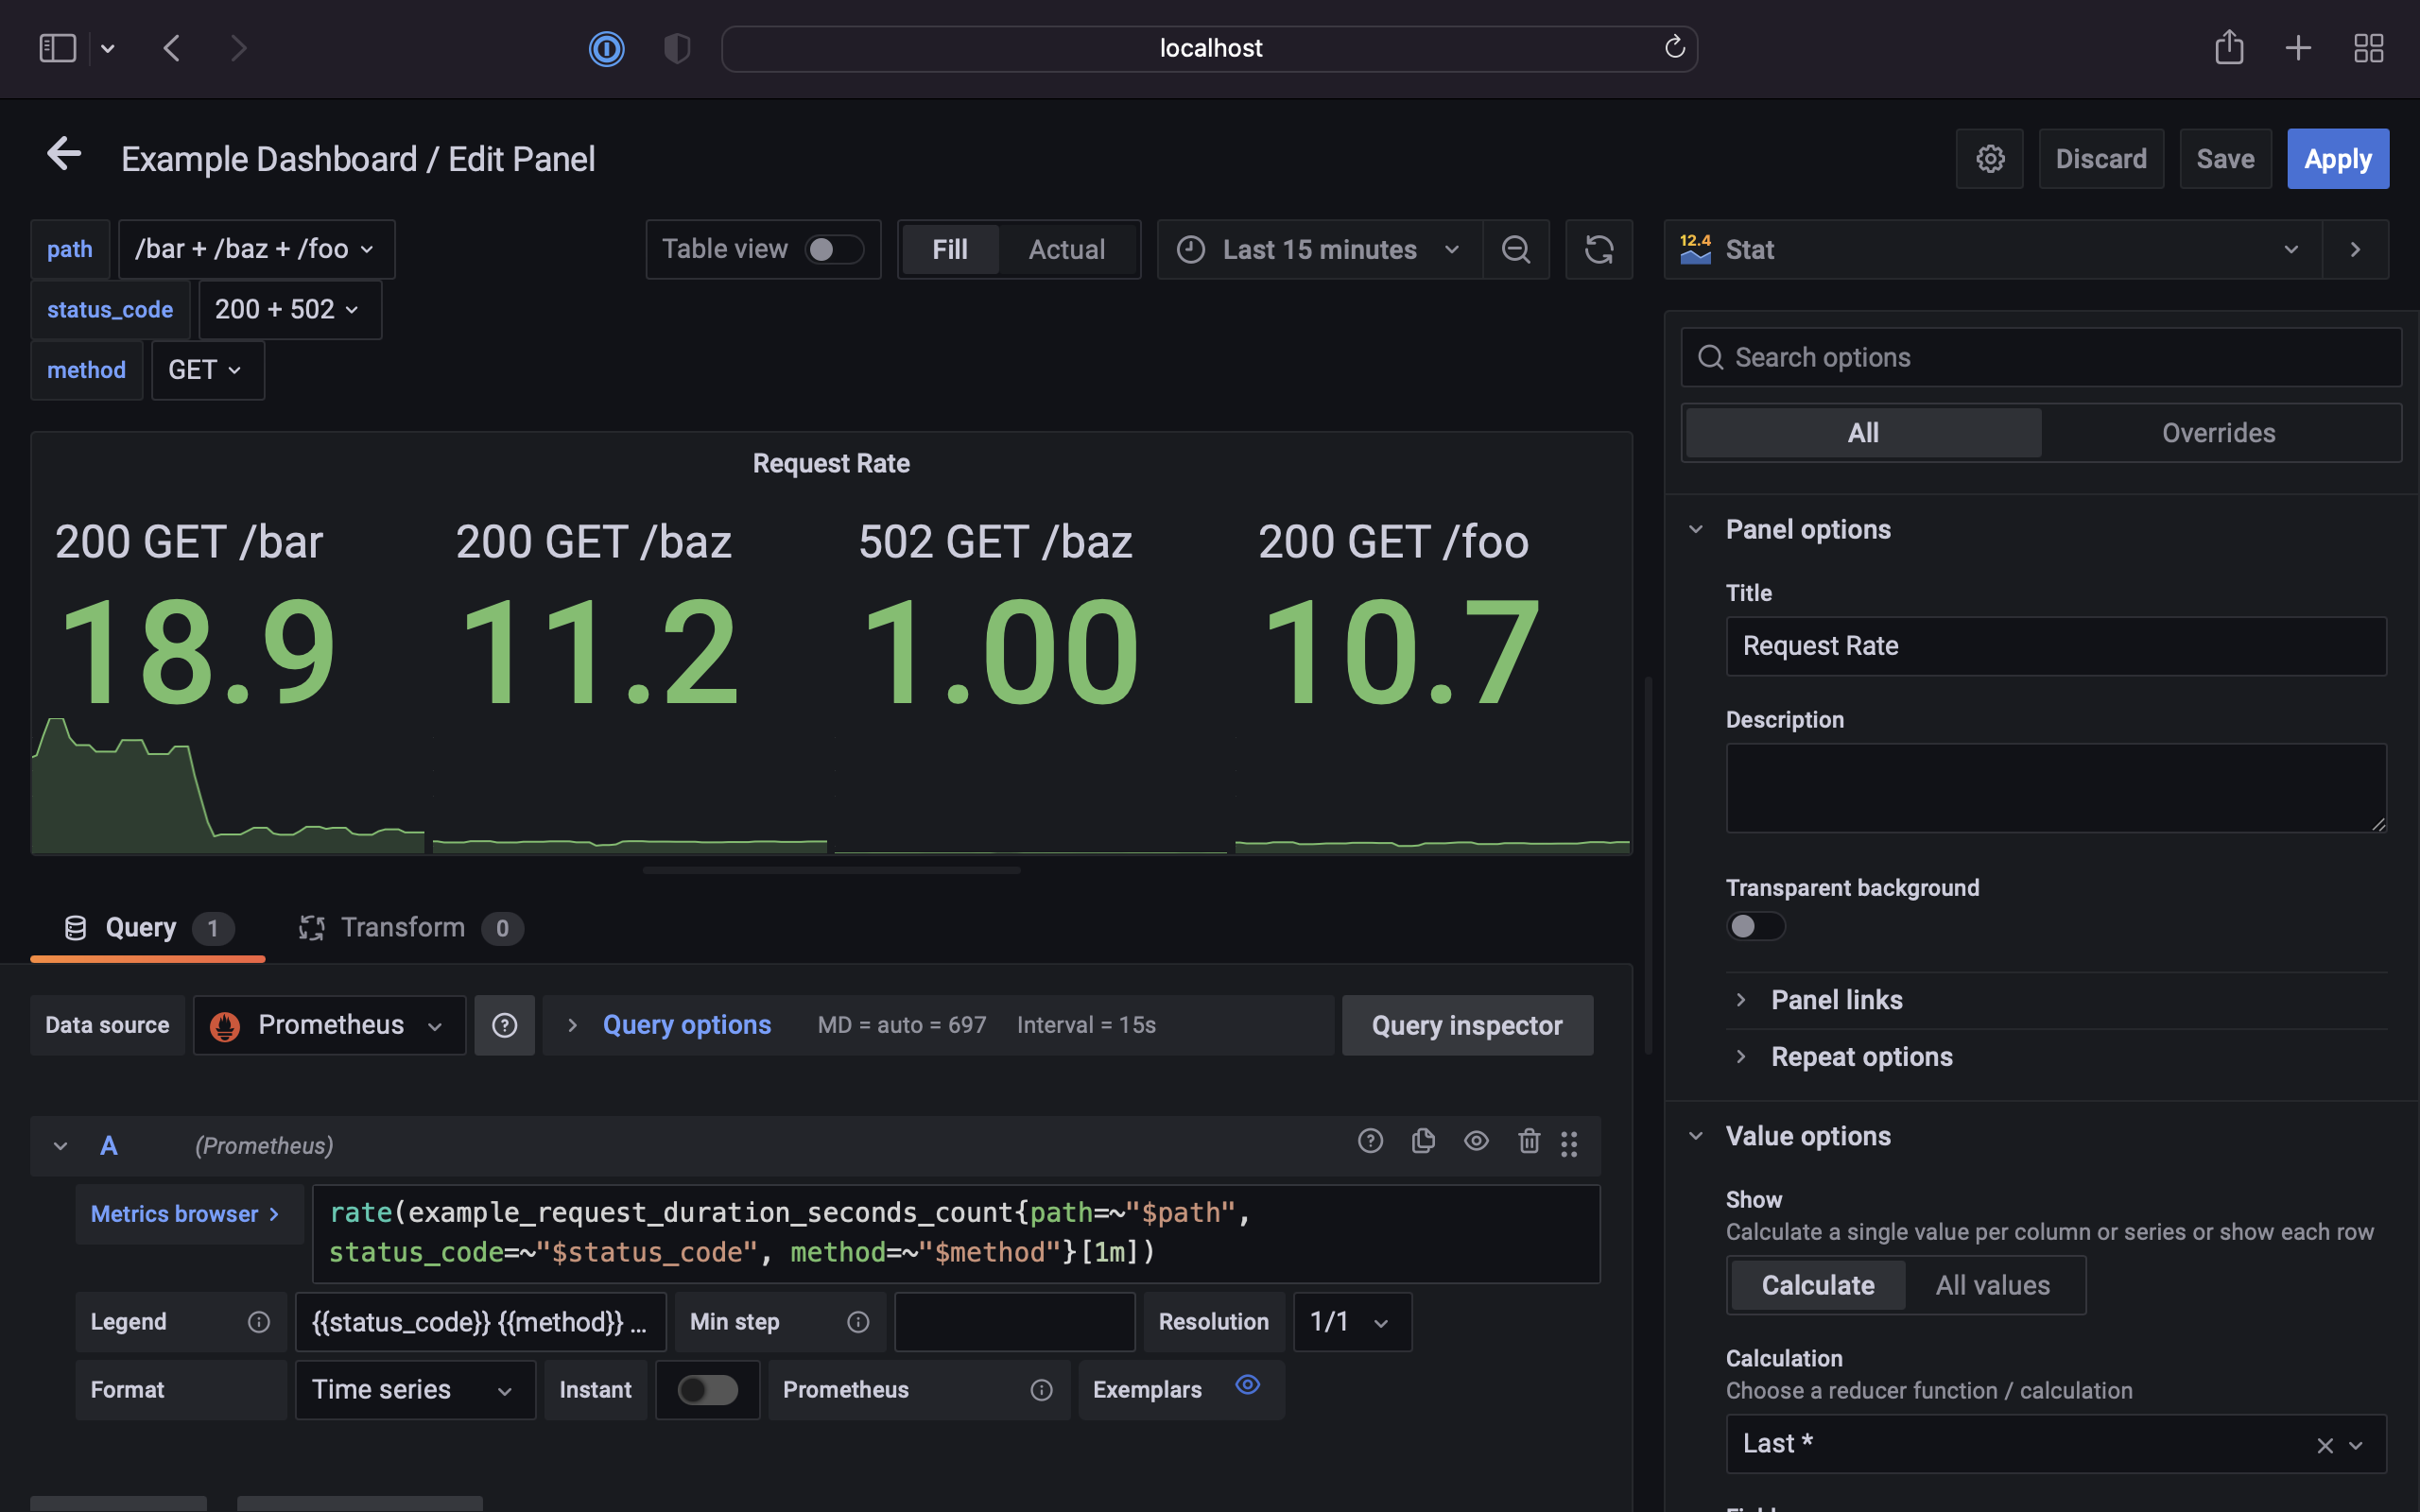 localhost
Example Dashboard / Edit Panel
Discard
Save
Apply
path
/bar + /baz + /foo
Table view
Fill
Actual
Last 15 minutes
12.4
Stat
status_code
200 + 502
method
GET
Search options
All
Overrides
Request Rate
200 GET /bar
18.9
200 GET /baz
11.2
502 GET /baz
1.00
200 GET /foo
10.7
Panel options
Title
Request Rate
Description
Transparent background
Panel links
Repeat options
Query 1
Transform 0
Data source
Prometheus
Query options
MD = auto = 697
Interval = 15s
Query inspector
A
(Prometheus)
Metrics browser >
rate(example_request_duration_seconds_count{path=~"$path",
status_code=~"$status_code", method=~"$method"}[1m])
Legend
{{status_code}} {{method}} ...
Min step
Resolution
1/1
Format
Time series
Instant
Prometheus
Exemplars
Value options
Show
Calculate a single value per column or series or show each row
Calculate
All values
Calculation
Choose a reducer function / calculation
Last *